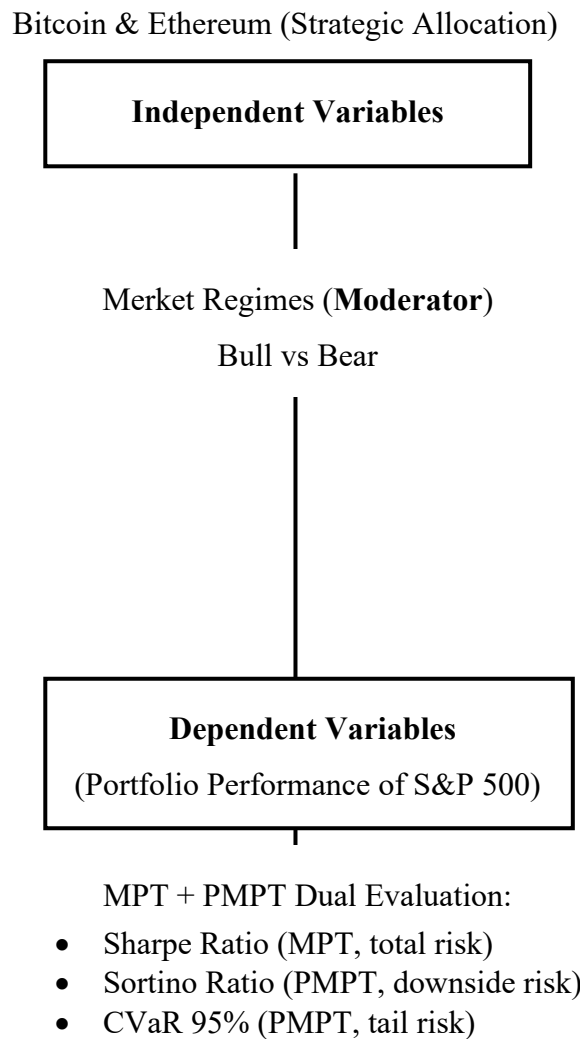 Bitcoin & Ethereum (Strategic Allocation)
Independent Variables
Merket Regimes (Moderator)
Bull vs Bear
Dependent Variables
(Portfolio Performance of S&P 500)
MPT + PMPT Dual Evaluation:
• Sharpe Ratio (MPT, total risk)
• Sortino Ratio (PMPT, downside risk)
• CVaR 95% (PMPT, tail risk)